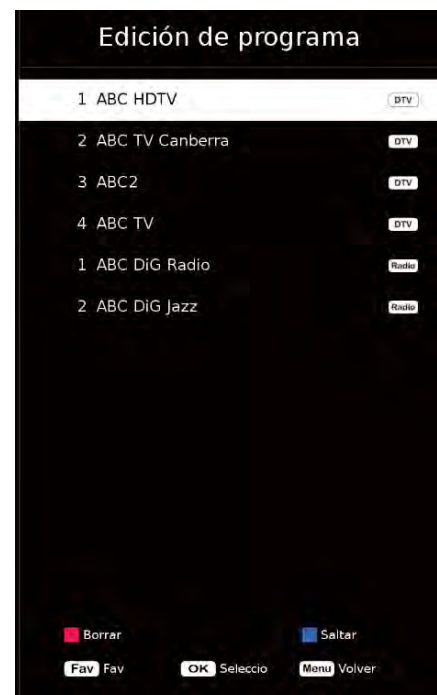 Edición de programa
1 ABC HDTV DTV
2 ABC TV Canberra DTV
3 ABC2 DTV
4 ABC TV DTV
1 ABC DiG Radio Radio
2 ABC DiG Jazz Radio
Borrar Saltar
Fav Fav OK Seleccio Menu Volver